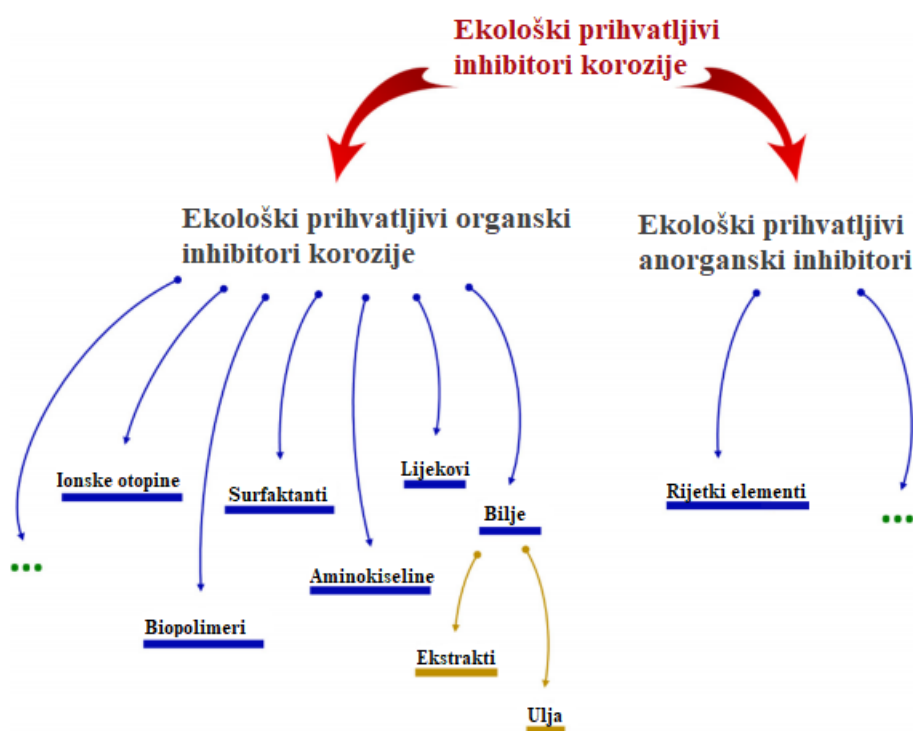 Ekološki prihvatljivi
inhibitori korozije
Ekološki prihvatljivi organski
inhibitori korozije
Ekološki prihvatljivi
anorganski inhibitori
Ionske otopine
Surfaktanti
Lijekovi
Bilje
Rijetki elementi
...
...
Aminokiseline
Biopolimeri
Ekstrakti
Ulja